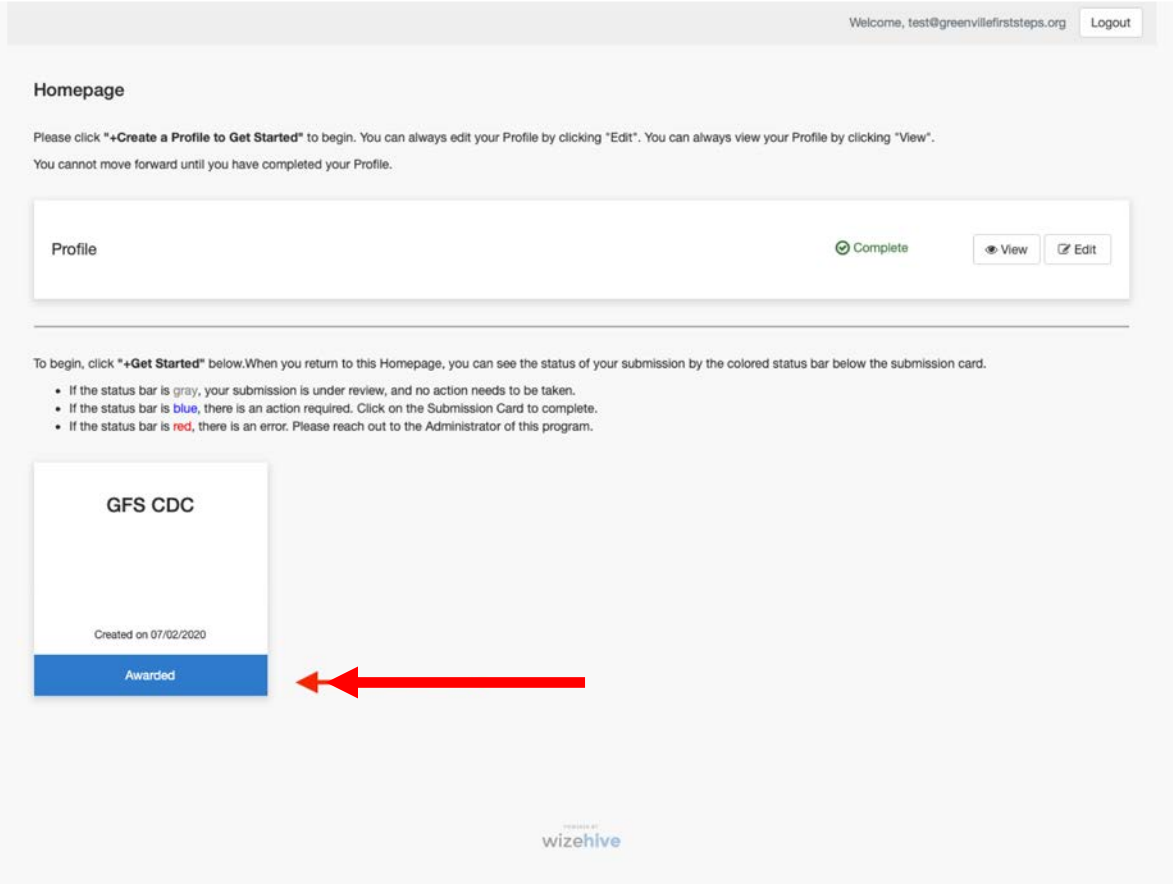 Welcome, test@greenvillefirststeps.org Logout
Homepage
Please click "+Create a Profile to Get Started" to begin. You can always edit your Profile by clicking "Edit". You can always view your Profile by clicking "View".
You cannot move forward until you have completed your Profile.
Profile Complete View Edit
To begin, click "+Get Started" below.When you return to this Homepage, you can see the status of your submission by the colored status bar below the submission card.
• If the status bar is gray, your submission is under review, and no action needs to be taken.
• If the status bar is blue, there is an action required. Click on the Submission Card to complete.
• If the status bar is red, there is an error. Please reach out to the Administrator of this program.
GFS CDC
Created on 07/02/2020
Awarded
POWERED BY
wizehive